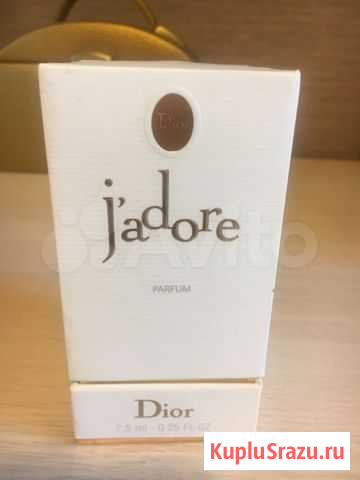 Dior
j'adore
Avito
PARFUM
Dior
7.5 ml - 0.25 FL. OZ
KupluSrazu.ru